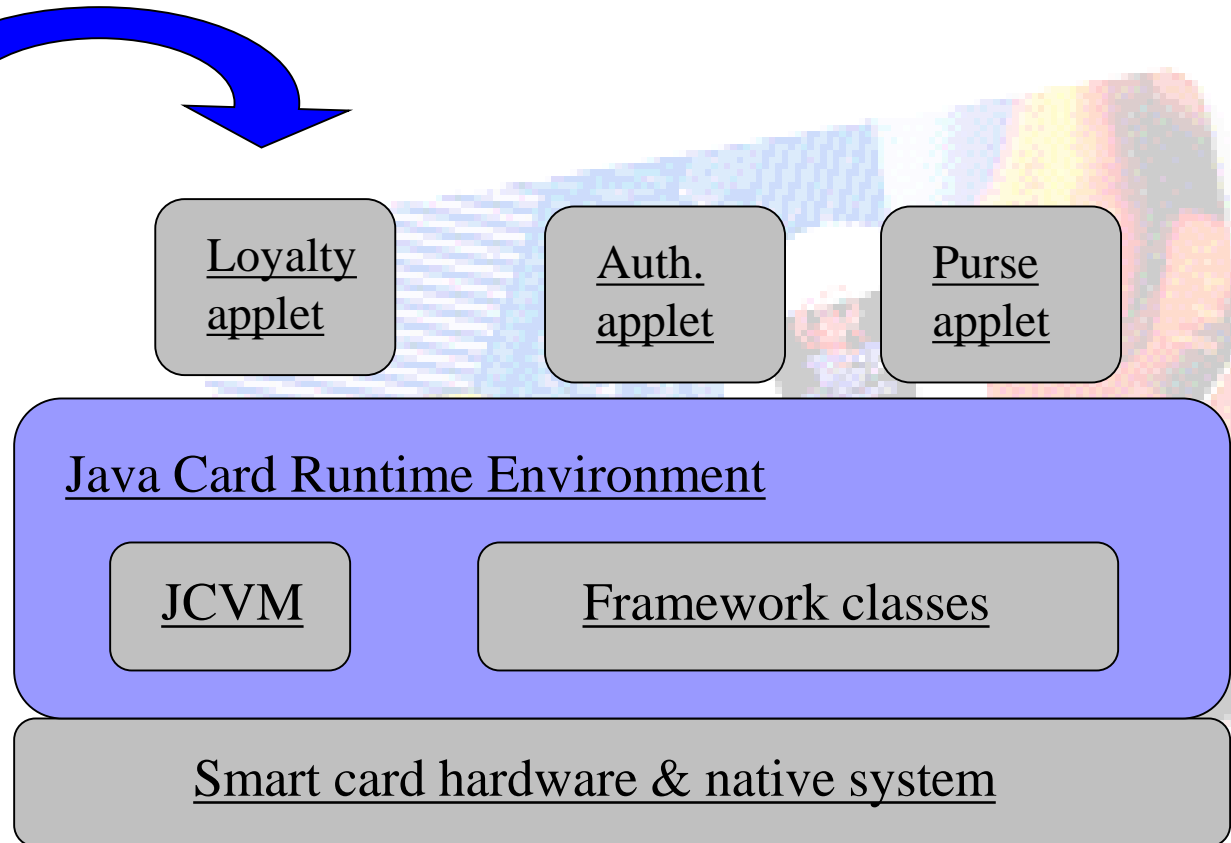 Loyalty
applet
Auth.
applet
Purse
applet
Java Card Runtime Environment
JCVM
Framework classes
Smart card hardware & native system